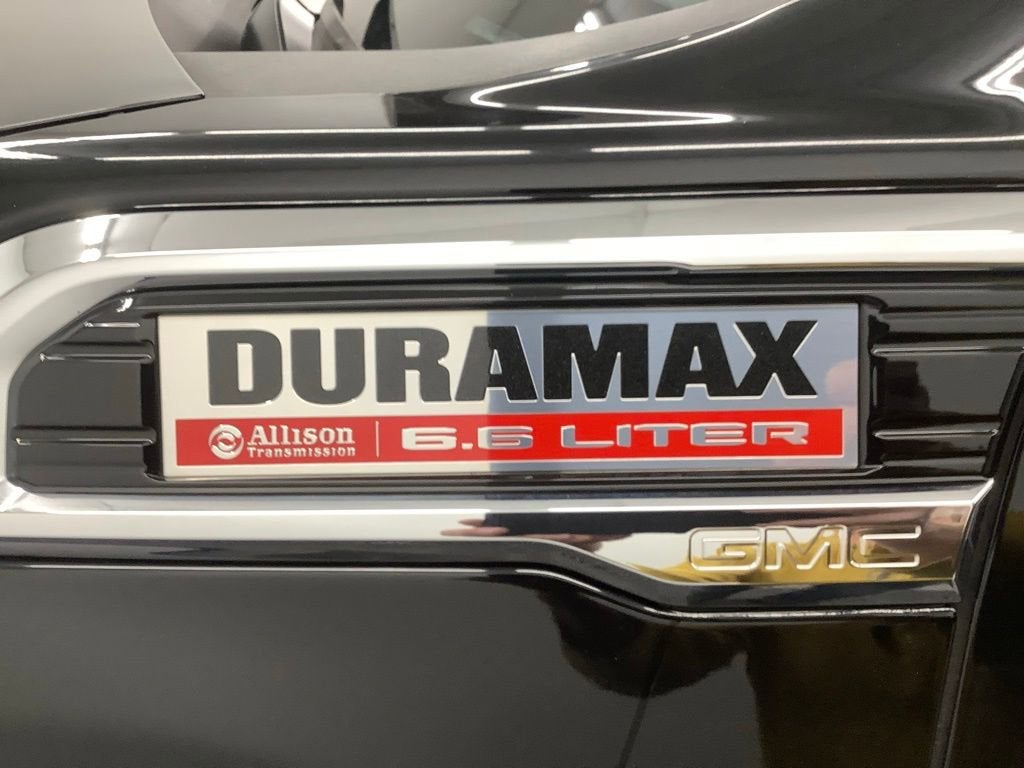 DURAMAX
Allison Transmission | 6.6 LITER
GMC